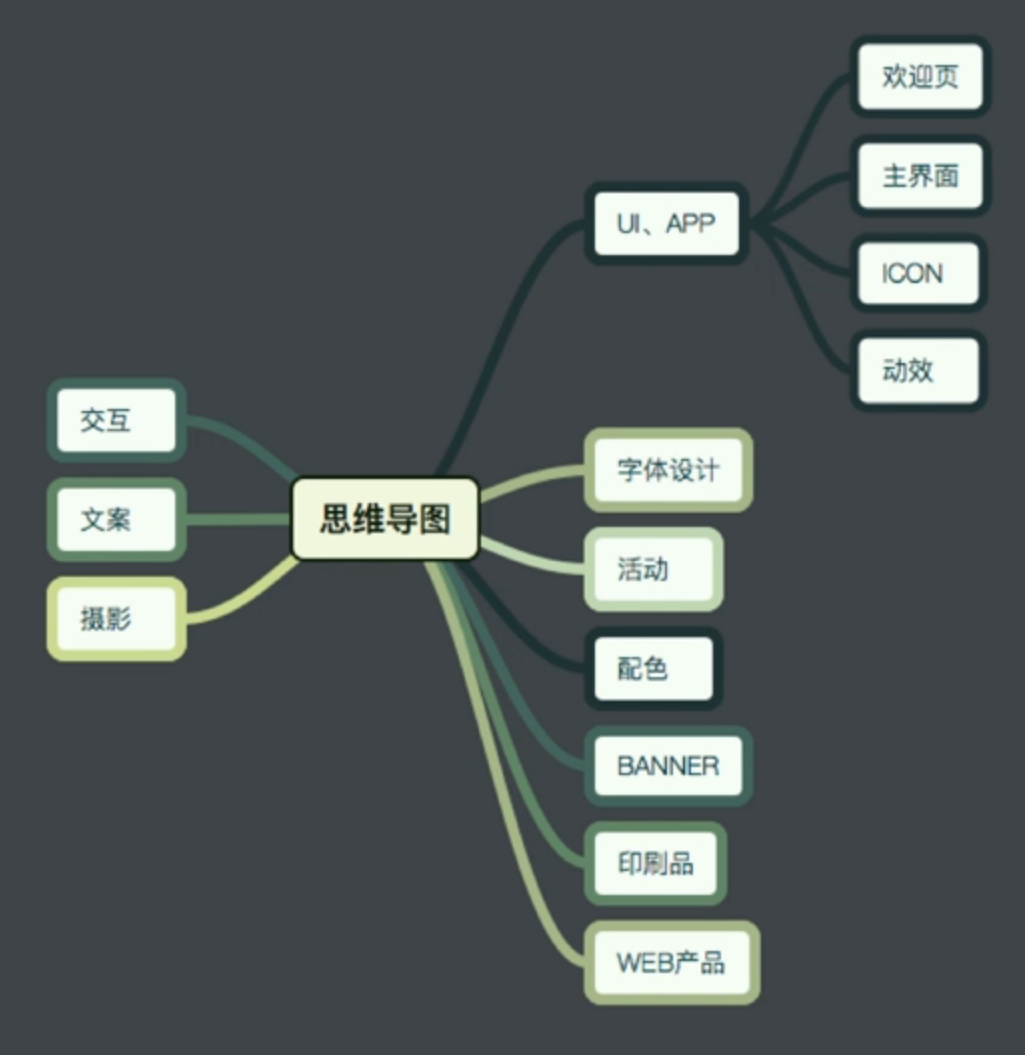 欢迎页
主界面
UI、APP
ICON
动效
交互
文案
摄影
思维导图
字体设计
活动
配色
BANNER
印刷品
WEB产品